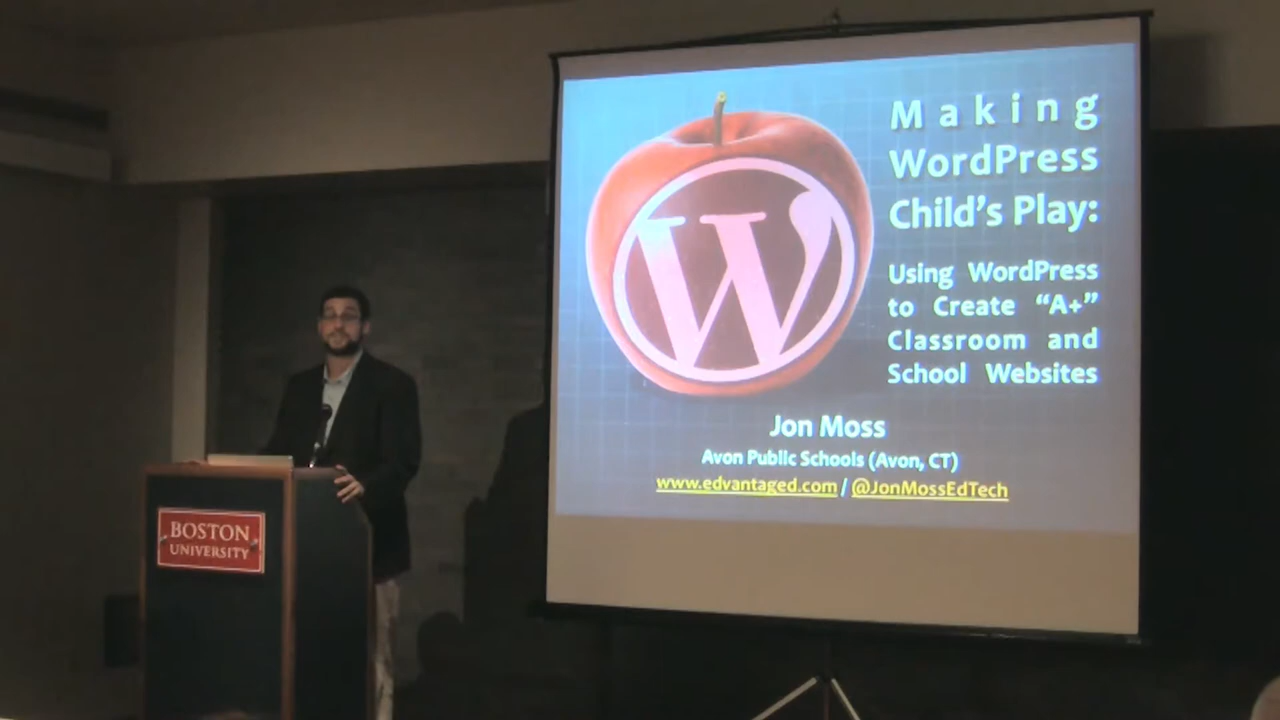 Making
WordPress
Child's Play:
Using WordPress
to Create “A+”
Classroom and
School Websites
W
Jon Moss
Avon Public Schools (Avon, CT)
www.edvantaged.com / @JonMossEdTech
BOSTON
UNIVERSITY